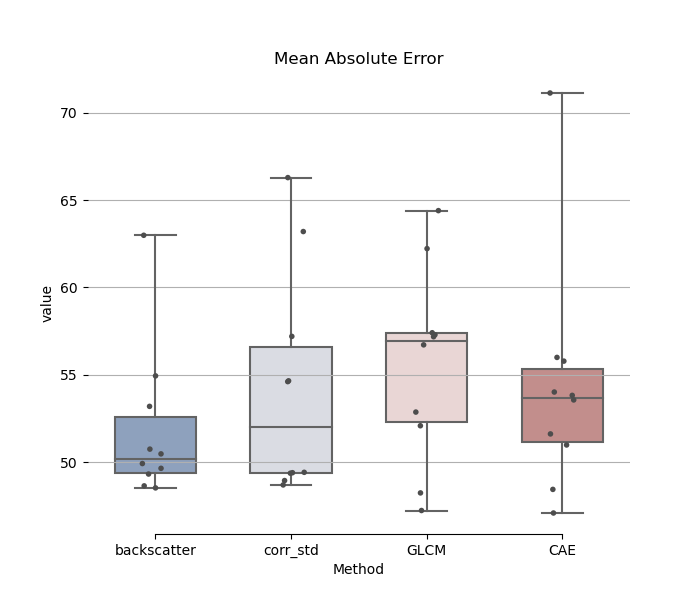 Mean Absolute Error
70
65
60
55
50
value
backscatter
corr_std
GLCM
CAE
Method